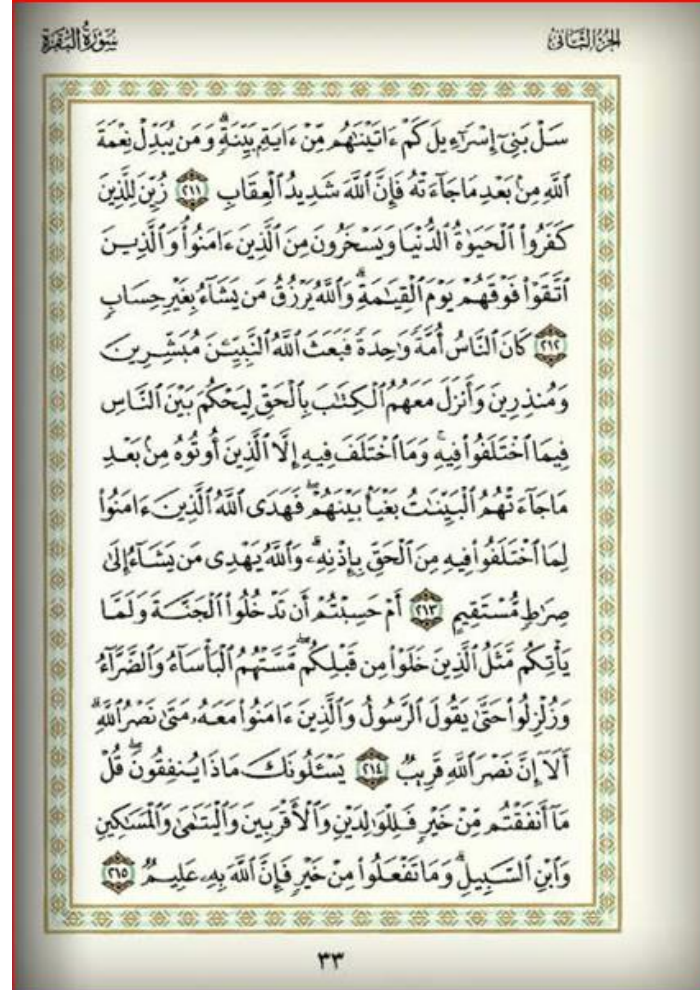 الجزء الثاني
سورة البقرة
سَلْ بَنِىٓ إِسْرَٰٓءِيلَ كَمْ ءَاتَيْنَٰهُم مِّنْ ءَايَةٍۭ بَيِّنَةٍۗ وَمَن يُبَدِّلْ نِعْمَةَ
ٱللَّهِ مِنۢ بَعْدِ مَا جَآءَتْهُ فَإِنَّ ٱللَّهَ شَدِيدُ ٱلْعِقَابِ ٢١١ زُيِّنَ لِلَّذِينَ
كَفَرُوا۟ ٱلْحَيَوٰةُ ٱلدُّنْيَا وَيَسْخَرُونَ مِنَ ٱلَّذِينَ ءَامَنُوا۟ۘ وَٱلَّذِينَ
ٱتَّقَوْا۟ فَوْقَهُمْ يَوْمَ ٱلْقِيَٰمَةِۗ وَٱللَّهُ يَرْزُقُ مَن يَشَآءُ بِغَيْرِ حِسَابٍ
٢١٢ كَانَ ٱلنَّاسُ أُمَّةً وَٰحِدَةً فَبَعَثَ ٱللَّهُ ٱلنَّبِيِّـۧنَ مُبَشِّرِينَ
وَمُنذِرِينَ وَأَنزَلَ مَعَهُمُ ٱلْكِتَٰبَ بِٱلْحَقِّ لِيَحْكُمَ بَيْنَ ٱلنَّاسِ
فِيمَا ٱخْتَلَفُوا۟ فِيهِۚ وَمَا ٱخْتَلَفَ فِيهِ إِلَّا ٱلَّذِينَ أُوتُوهُ مِنۢ بَعْدِ
مَا جَآءَتْهُمُ ٱلْبَيِّنَٰتُ بَغْيًۢا بَيْنَهُمْۖ فَهَدَى ٱللَّهُ ٱلَّذِينَ ءَامَنُوا۟
لِمَا ٱخْتَلَفُوا۟ فِيهِ مِنَ ٱلْحَقِّ بِإِذْنِهِۦۗ وَٱللَّهُ يَهْدِى مَن يَشَآءُ إِلَىٰ
صِرَٰطٍ مُّسْتَقِيمٍ ٢١٣ أَمْ حَسِبْتُمْ أَن تَدْخُلُوا۟ ٱلْجَنَّةَ وَلَمَّا
يَأْتِكُم مَّثَلُ ٱلَّذِينَ خَلَوْا۟ مِن قَبْلِكُمۖ مَّسَّتْهُمُ ٱلْبَأْسَآءُ وَٱلضَّرَّآءُ
وَزُلْزِلُوا۟ حَتَّىٰ يَقُولَ ٱلرَّسُولُ وَٱلَّذِينَ ءَامَنُوا۟ مَعَهُۥ مَتَىٰ نَصْرُ ٱللَّهِۗ
أَلَآ إِنَّ نَصْرَ ٱللَّهِ قَرِيبٌ ٢١٤ يَسْـَٔلُونَكَ مَاذَا يُنفِقُونَۖ قُلْ
مَآ أَنفَقْتُم مِّنْ خَيْرٍ فَلِلْوَٰلِدَيْنِ وَٱلْأَقْرَبِينَ وَٱلْيَتَٰمَىٰ وَٱلْمَسَٰكِينِ
وَٱبْنِ ٱلسَّبِيلِۗ وَمَا تَفْعَلُوا۟ مِنْ خَيْرٍ فَإِنَّ ٱللَّهَ بِهِۦ عَلِيمٌ ٢١٥
٣٣